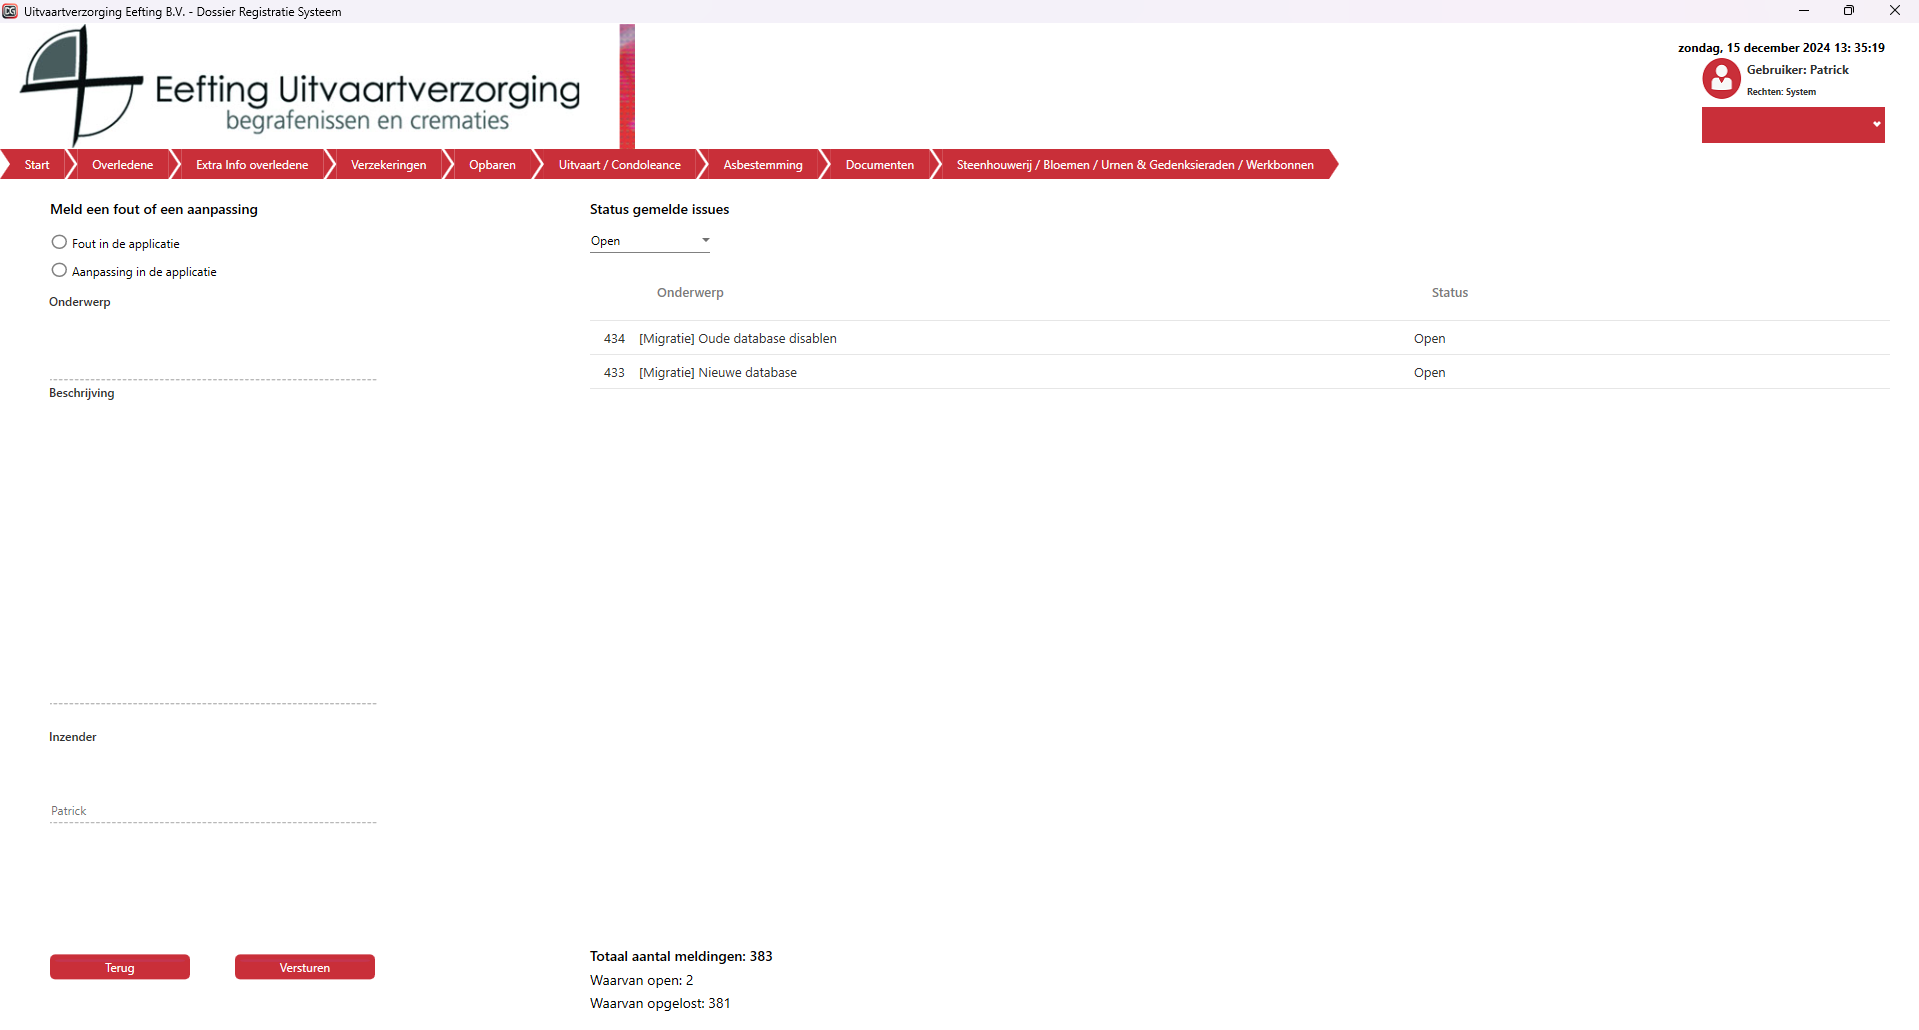 Uitvaartverzorging Eefting B.V. - Dossier Registratie Systeem
Eefting Uitvaartverzorging
begrafenissen en crematies
zondag, 15 december 2024 13: 35:19
Gebruiker: Patrick
Rechten: System
Start
Overledene
Extra Info overledene
Verzekeringen
Opbaren
Uitvaart / Condoleance
Asbestemming
Documenten
Steenhouwerij / Bloemen / Urnen & Gedenksieraden / Werkbonnen
Meld een fout of een aanpassing
Fout in de applicatie
Aanpassing in de applicatie
Onderwerp
Beschrijving
Inzender
Patrick
Terug
Versturen
Status gemelde issues
Open
Onderwerp Status
434 [Migratie] Oude database disablen Open
433 [Migratie] Nieuwe database Open
Totaal aantal meldingen: 383
Waarvan open: 2
Waarvan opgelost: 381